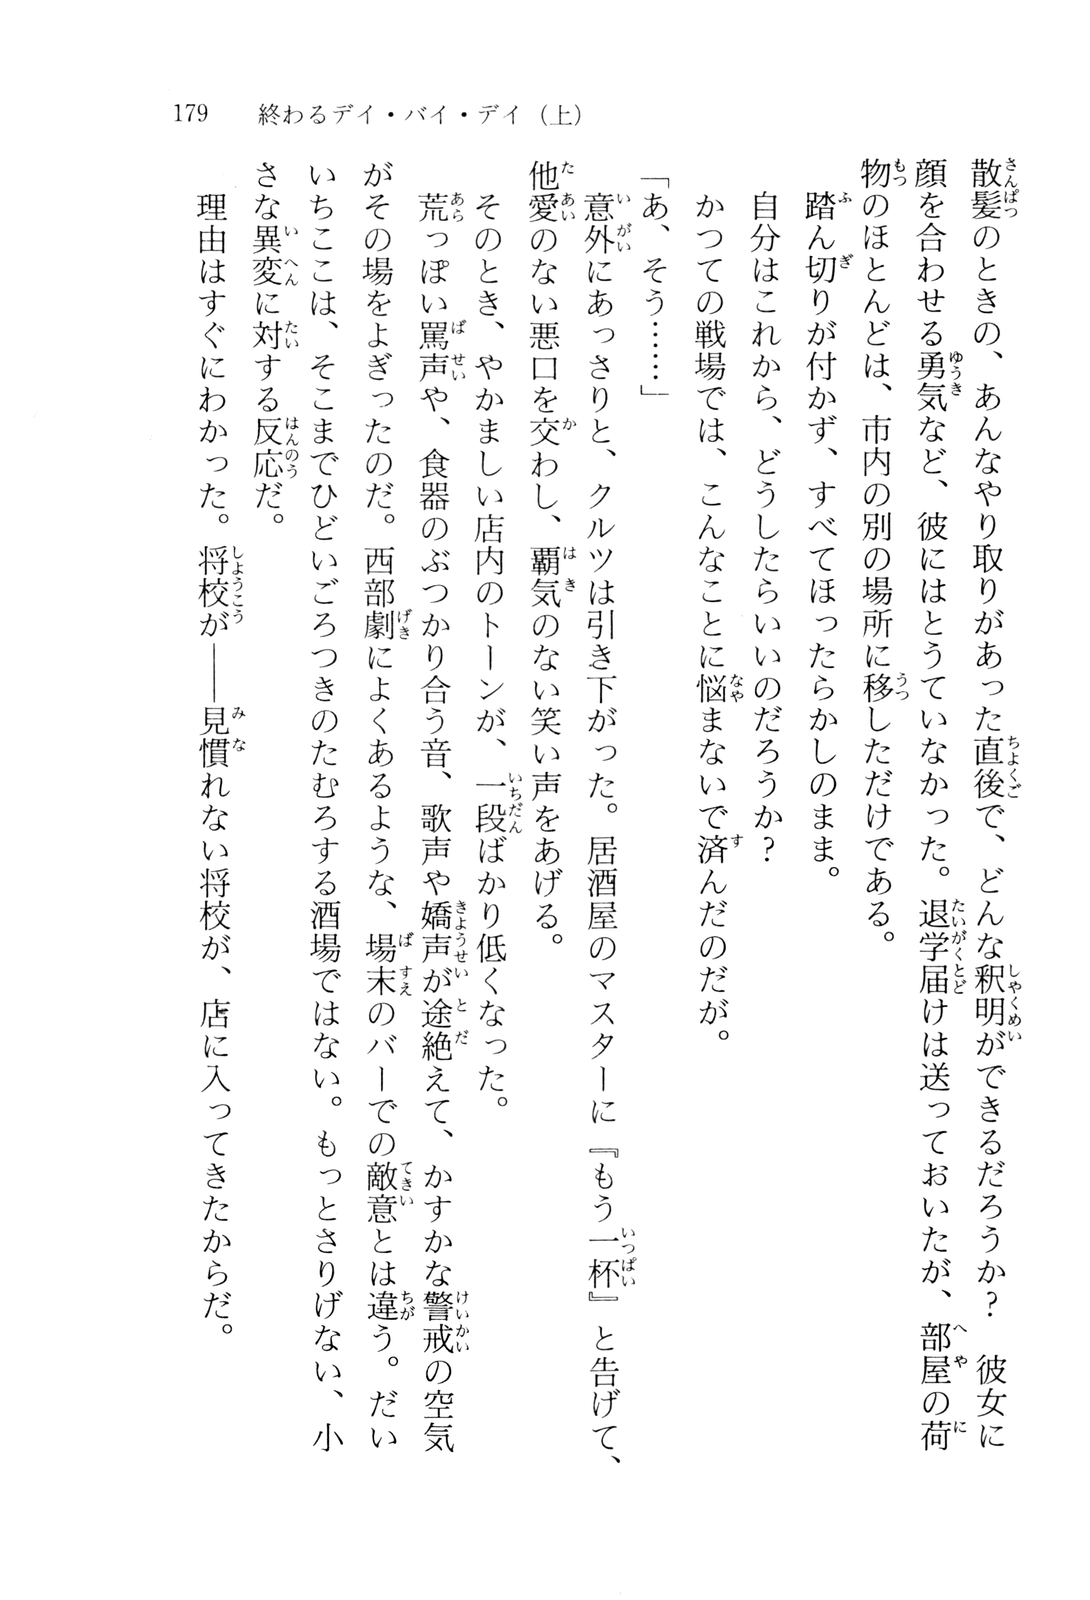 179　終わるデイ・バイ・デイ（上）
散髪のときの、あんなやり取りがあった直後で、どんな釈明ができるだろうか？　彼女に
顔を合わせる勇気など、彼にはとうていなかった。退学届けは送っておいたが、部屋の荷
物のほとんどは、市内の別の場所に移しただけである。
　踏ん切りが付かず、すべてほったらかしのまま。
　自分はこれから、どうしたらいいのだろうか？
　かつての戦場では、こんなことに悩まないで済んだのだが。
「あ、そう……」
　意外にあっさりと、クルツは引き下がった。居酒屋のマスターに『もう一杯』と告げて、
他愛のない悪口を交わし、覇気のない笑い声をあげる。
　そのとき、やかましい店内のトーンが、一段ばかり低くなった。
　荒っぽい罵声や、食器のぶつかり合う音、歌声や嬌声が途絶えて、かすかな警戒の空気
がその場をよぎったのだ。西部劇によくあるような、場末のバーでの敵意とは違う。だい
いちここは、そこまでひどいごろつきのたむろする酒場ではない。もっとさりげない、小
さな異変に対する反応だ。
　理由はすぐにわかった。将校が――見慣れない将校が、店に入ってきたからだ。